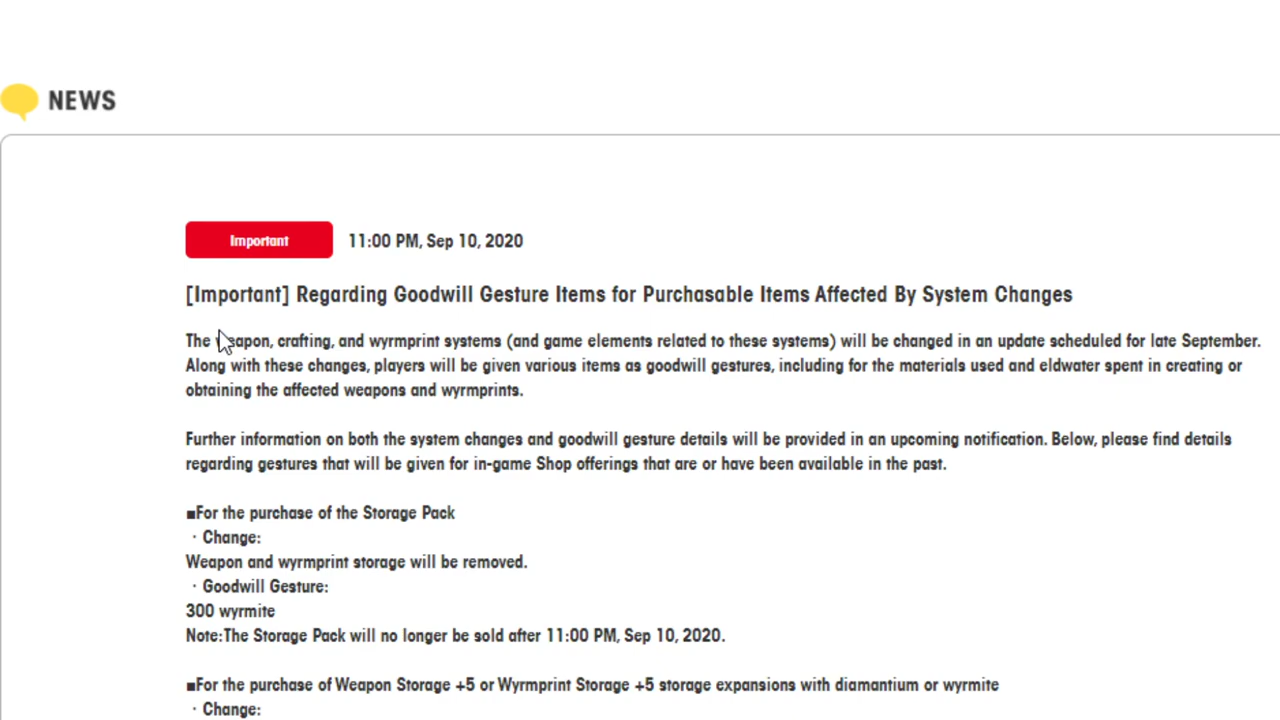 NEWS
Important 11:00 PM, Sep 10, 2020
[Important] Regarding Goodwill Gesture Items for Purchasable Items Affected By System Changes
The weapon, crafting, and wyrmprint systems (and game elements related to these systems) will be changed in an update scheduled for late September.
Along with these changes, players will be given various items as goodwill gestures, including for the materials used and eldwater spent in creating or
obtaining the affected weapons and wyrmprints.
Further information on both the system changes and goodwill gesture details will be provided in an upcoming notification. Below, please find details
regarding gestures that will be given for in-game Shop offerings that are or have been available in the past.
■For the purchase of the Storage Pack
・Change:
Weapon and wyrmprint storage will be removed.
・Goodwill Gesture:
300 wyrmite
Note:The Storage Pack will no longer be sold after 11:00 PM, Sep 10, 2020.
■For the purchase of Weapon Storage +5 or Wyrmprint Storage +5 storage expansions with diamantium or wyrmite
・Change: